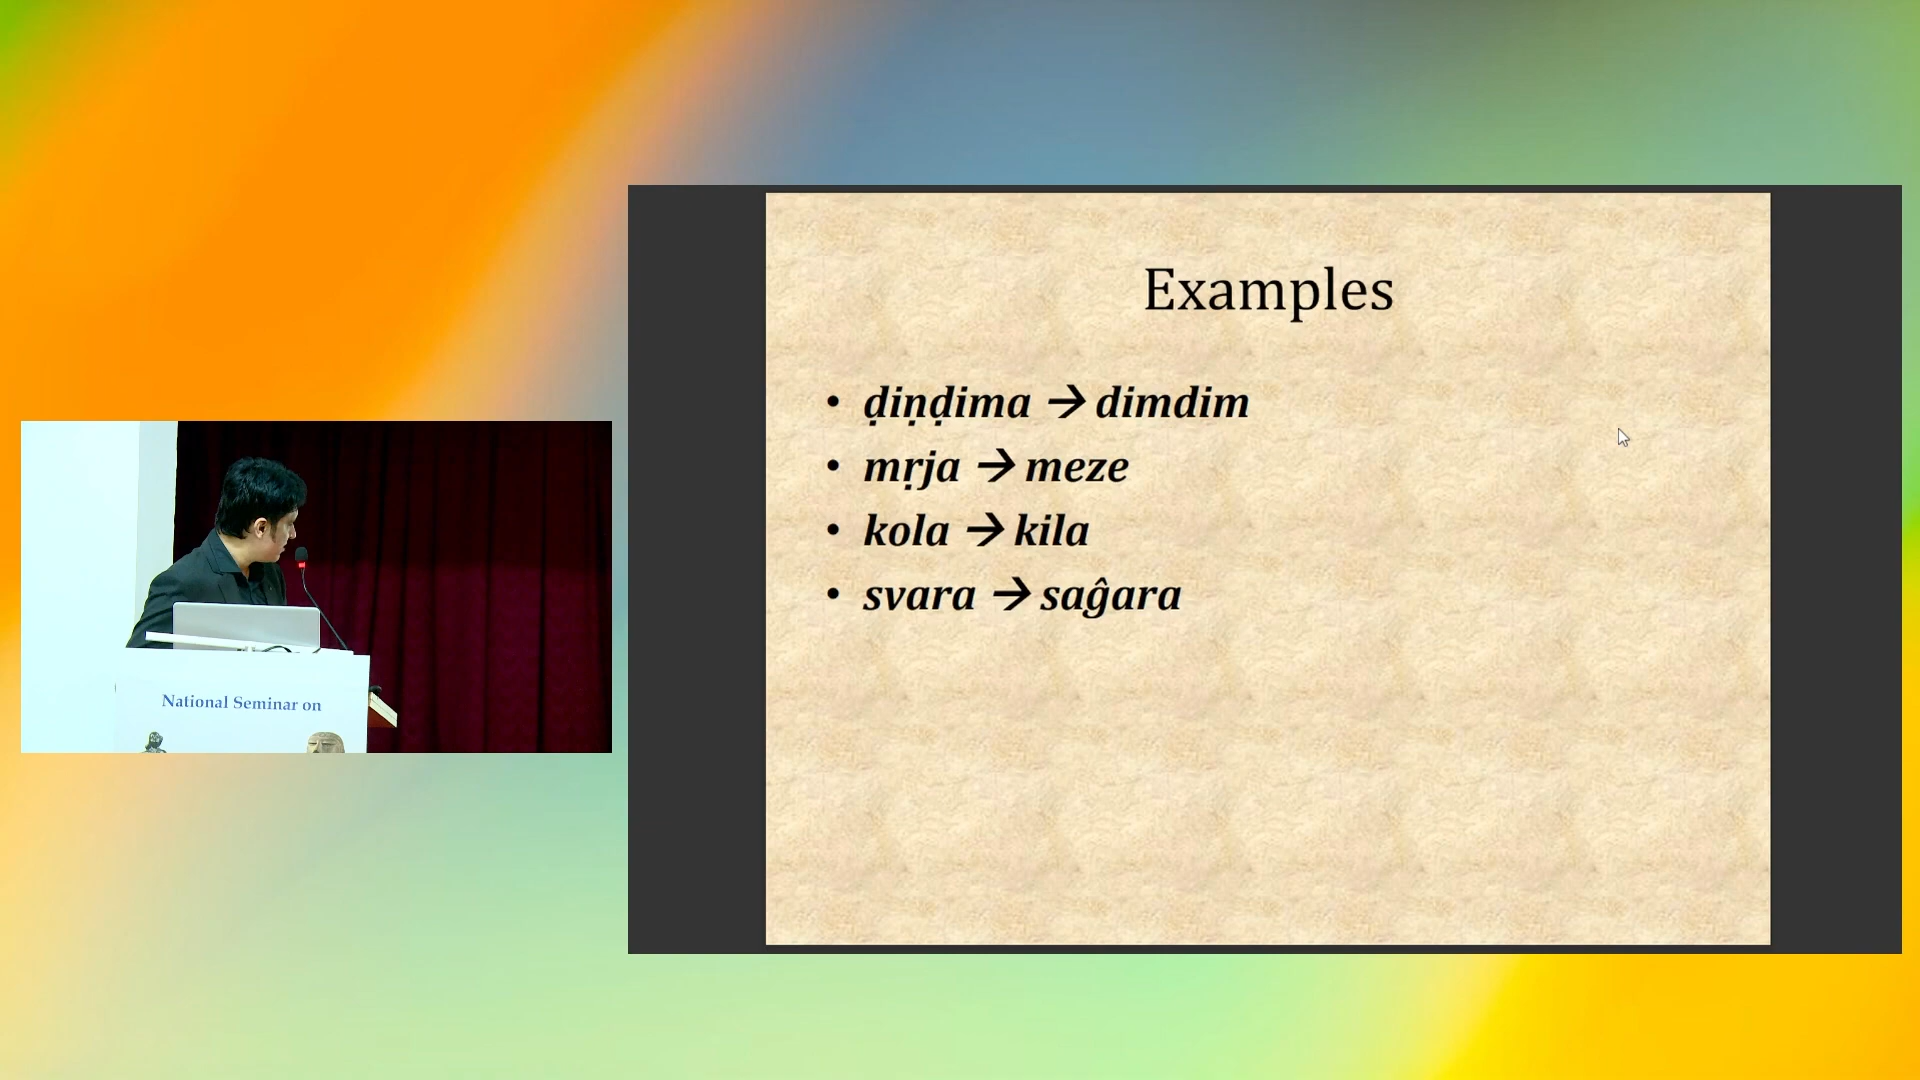 Examples
• ḍiṇḍima → dimdim
• mṛja → meze
• kola → kila
• svara → saĝara
National Seminar on